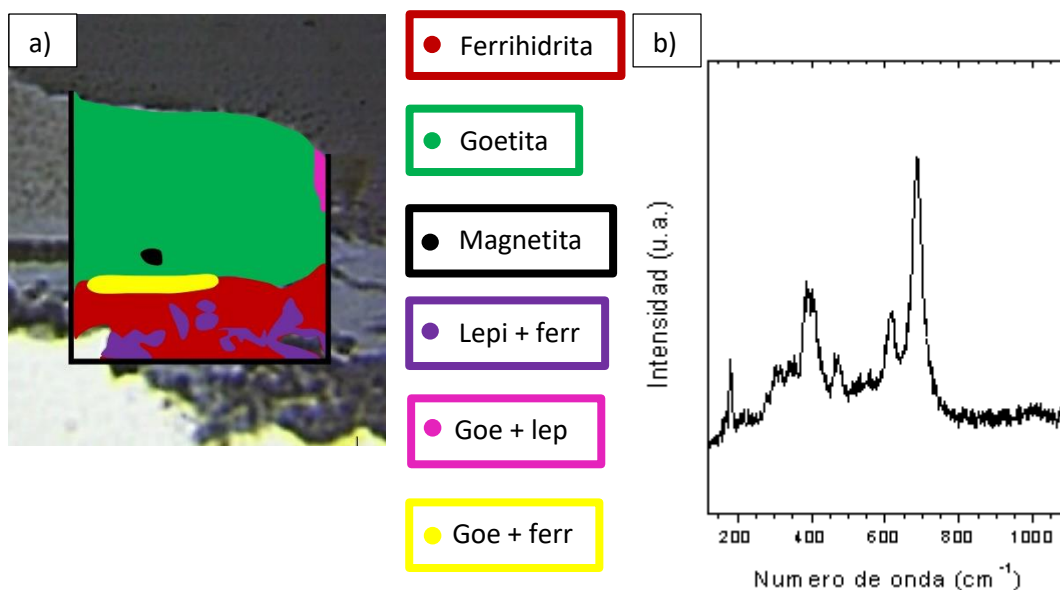 a)
Ferrihidrita
Goetita
Magnetita
Lepi + ferr
Goe + lep
Goe + ferr
b)
Intensidad (u.a.)
200 400 600 800 1000
Numero de onda (cm⁻¹)